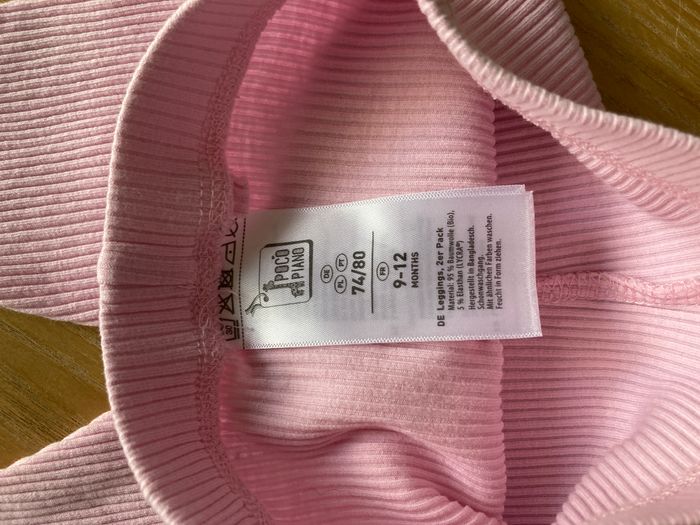 30
POCO
PIANO
DE
PL PT
74/80
FR
9-12
MONTHS
DE Leggings, 2er Pack
Material: 95 % Baumwolle (Bio),
5 % Elasthan (LYCRA®)
Hergestellt in Bangladesch.
Schonwaschgang.
Mit ähnlichen Farben waschen.
Feucht in Form ziehen.